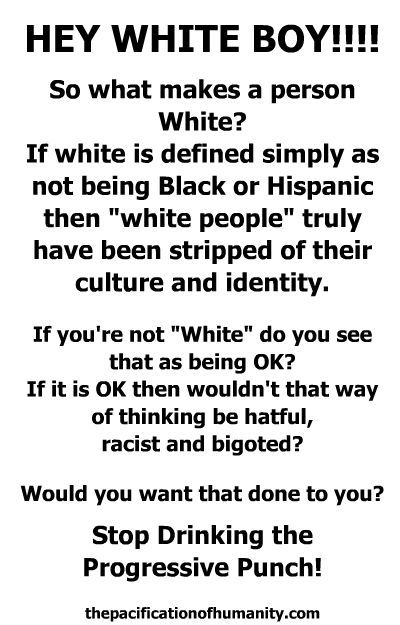 HEY WHITE BOY!!!!
So what makes a person
White?
If white is defined simply as
not being Black or Hispanic
then "white people" truly
have been stripped of their
culture and identity.
If you're not "White" do you see
that as being OK?
If it is OK then wouldn't that way
of thinking be hatful,
racist and bigoted?
Would you want that done to you?
Stop Drinking the
Progressive Punch!
thepacificationofhumanity.com